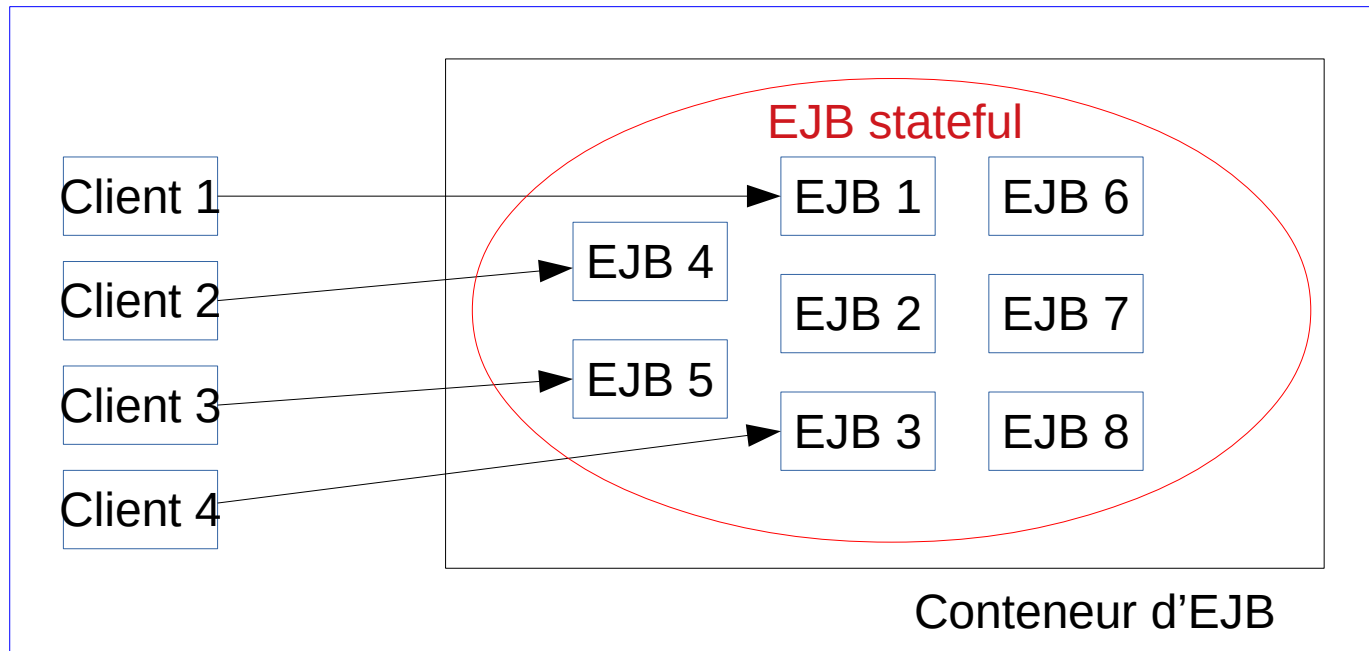 EJB stateful
Client 1
EJB 1
EJB 6
Client 2
EJB 4
EJB 2
EJB 7
Client 3
EJB 5
EJB 3
EJB 8
Client 4
Conteneur d’EJB